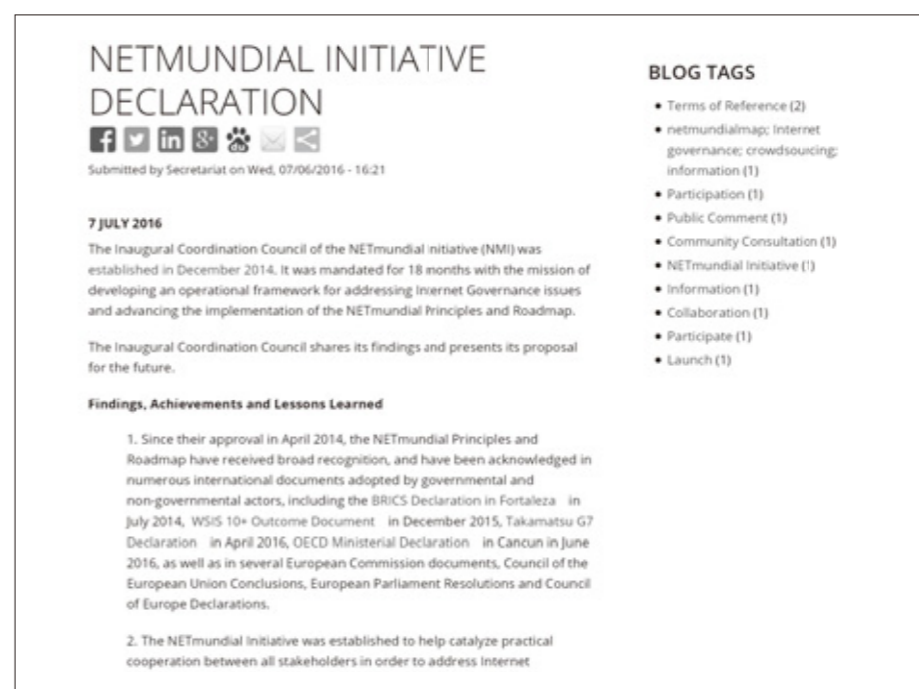 NETMUNDIAL INITIATIVE
DECLARATION
Submitted by Secretariat on Wed, 07/06/2016 - 16:21
7 JULY 2016
The Inaugural Coordination Council of the NETmundial Initiative (NMI) was
established in December 2014. It was mandated for 18 months with the mission of
developing an operational framework for addressing Internet Governance issues
and advancing the implementation of the NETmundial Principles and Roadmap.
The Inaugural Coordination Council shares its findings and presents its proposal
for the future.
Findings, Achievements and Lessons Learned
1. Since their approval in April 2014, the NETmundial Principles and
Roadmap have received broad recognition, and have been acknowledged in
numerous international documents adopted by governmental and
non-governmental actors, including the BRICS Declaration in Fortaleza in
July 2014, WSIS 10+ Outcome Document in December 2015, Takamatsu G7
Declaration in April 2016, OECD Ministerial Declaration in Cancun in June
2016, as well as in several European Commission documents, Council of the
European Union Conclusions, European Parliament Resolutions and Council
of Europe Declarations.
2. The NETmundial Initiative was established to help catalyze practical
cooperation between all stakeholders in order to address Internet
BLOG TAGS
Terms of Reference (2)
netmundialmap; Internet
governance; crowdsourcing;
information (1)
Participation (1)
Public Comment (1)
Community Consultation (1)
NETmundial Initiative (1)
Information (1)
Collaboration (1)
Participate (1)
Launch (1)